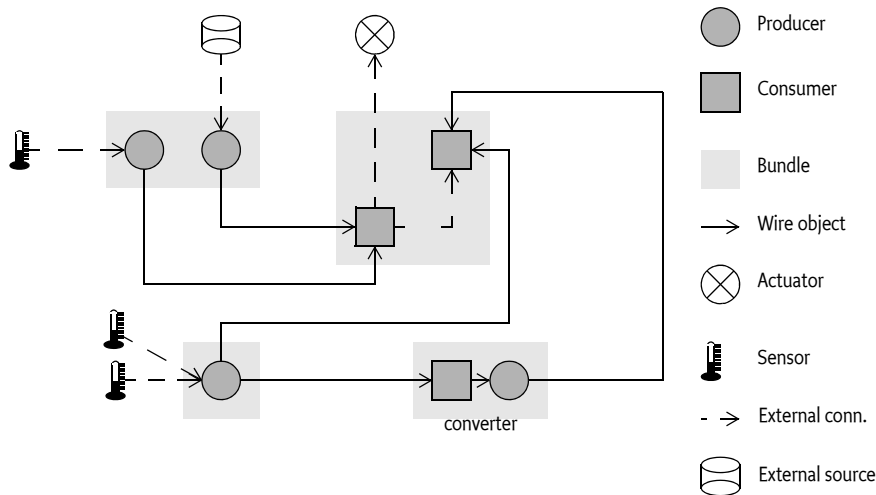 Producer
Consumer
Bundle
Wire object
Actuator
Sensor
External conn.
External source
converter